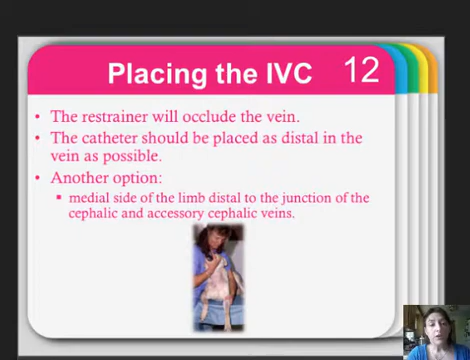 Placing the IVC 12
• The restrainer will occlude the vein.
• The catheter should be placed as distal in the
vein as possible.
• Another option:
▪ medial side of the limb distal to the junction of the
cephalic and accessory cephalic veins.